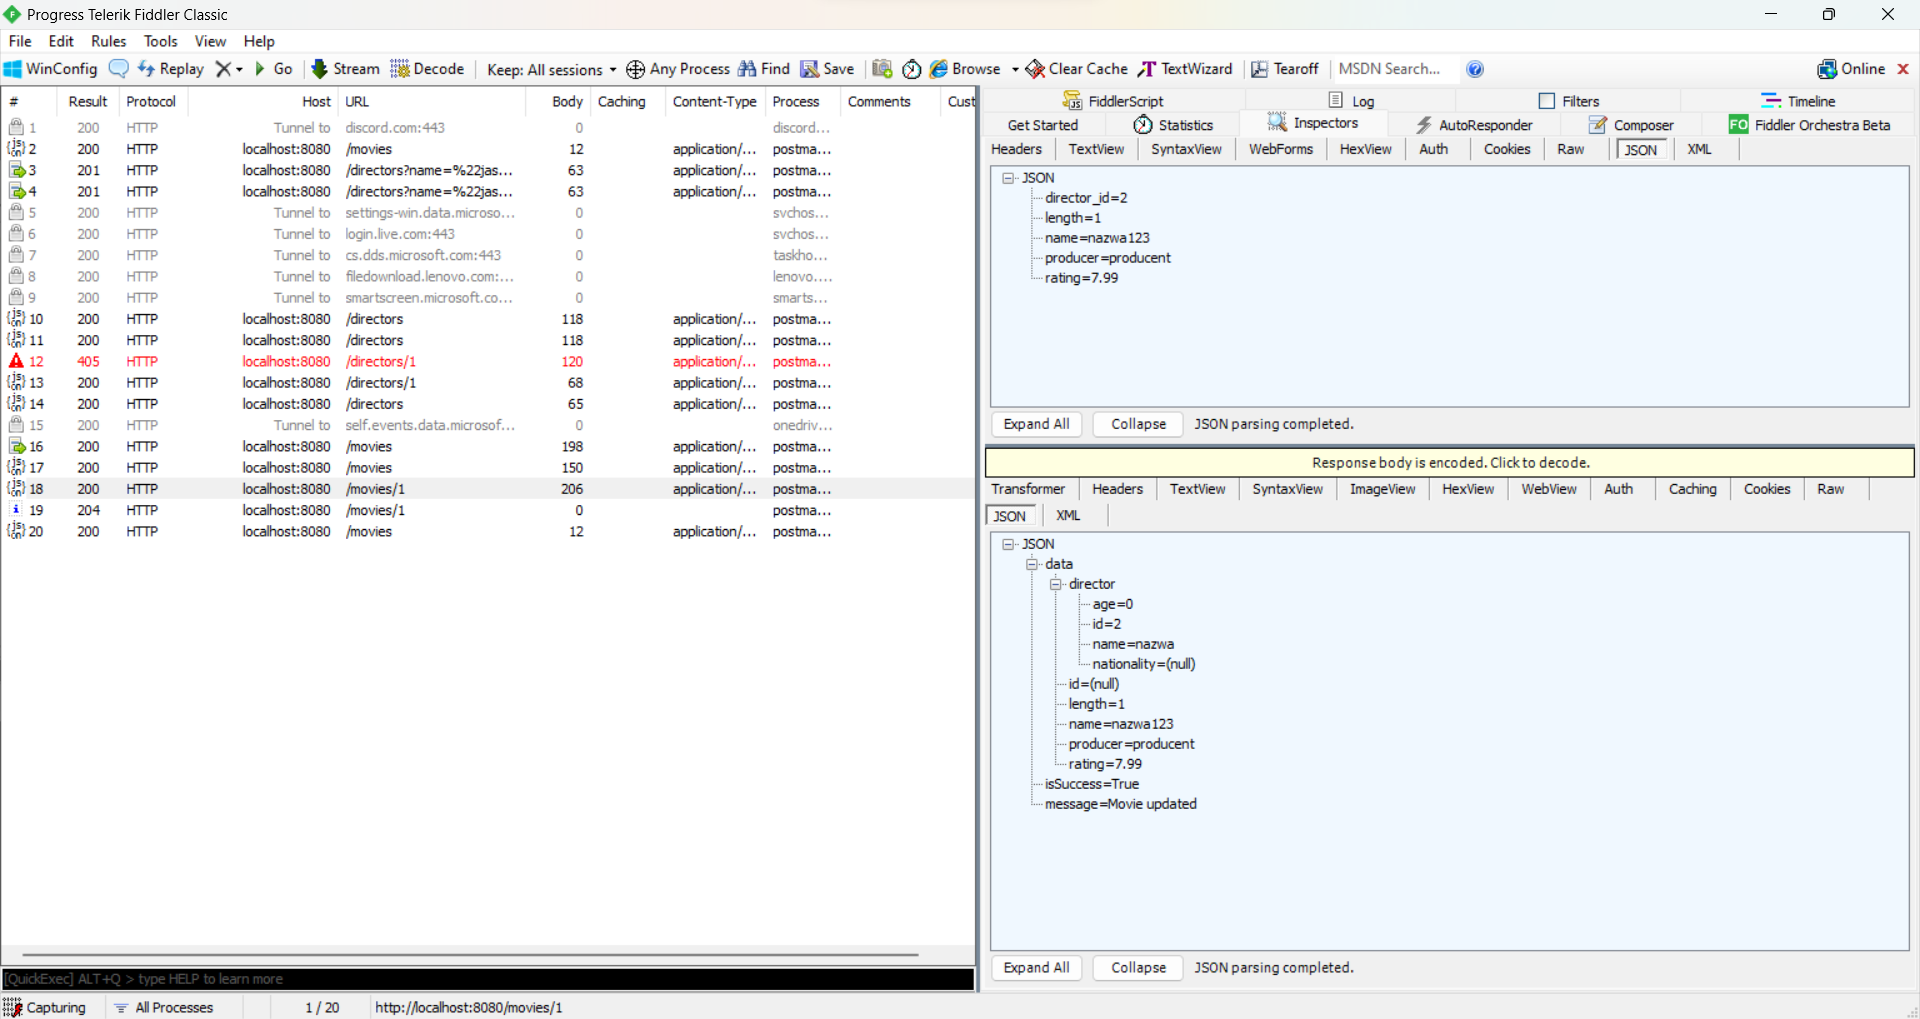 Progress Telerik Fiddler Classic
File Edit Rules Tools View Help
WinConfig Replay Go Stream Decode Keep: All sessions Any Process Find Save Browse Clear Cache TextWizard Tearoff MSDN Search... Online
# Result Protocol Host URL Body Caching Content-Type Process Comments Cust
1 200 HTTP Tunnel to discord.com:443 0 discord...
2 200 HTTP localhost:8080 /movies 12 application/... postma...
3 201 HTTP localhost:8080 /directors?name=%22jas... 63 application/... postma...
4 201 HTTP localhost:8080 /directors?name=%22jas... 63 application/... postma...
5 200 HTTP Tunnel to settings-win.data.microso... 0 svchos...
6 200 HTTP Tunnel to login.live.com:443 0 svchos...
7 200 HTTP Tunnel to cs.dds.microsoft.com:443 0 taskho...
8 200 HTTP Tunnel to filedownload.lenovo.com:... 0 lenovo....
9 200 HTTP Tunnel to smartscreen.microsoft.co... 0 smarts...
10 200 HTTP localhost:8080 /directors 118 application/... postma...
11 200 HTTP localhost:8080 /directors 118 application/... postma...
12 405 HTTP localhost:8080 /directors/1 120 application/... postma...
13 200 HTTP localhost:8080 /directors/1 68 application/... postma...
14 200 HTTP localhost:8080 /directors 65 application/... postma...
15 200 HTTP Tunnel to self.events.data.microsof... 0 onedriv...
16 200 HTTP localhost:8080 /movies 198 application/... postma...
17 200 HTTP localhost:8080 /movies 150 application/... postma...
18 200 HTTP localhost:8080 /movies/1 206 application/... postma...
19 204 HTTP localhost:8080 /movies/1 0 postma...
20 200 HTTP localhost:8080 /movies 12 application/... postma...
[QuickExec] ALT+Q > type HELP to learn more
Capturing All Processes 1 / 20 http://localhost:8080/movies/1
FiddlerScript Log Filters Timeline
Get Started Statistics Inspectors AutoResponder Composer FO Fiddler Orchestra Beta
Headers TextView SyntaxView WebForms HexView Auth Cookies Raw JSON XML
JSON
director_id=2
length=1
name=nazwa123
producer=producent
rating=7.99
Expand All Collapse JSON parsing completed.
Response body is encoded. Click to decode.
Transformer Headers TextView SyntaxView ImageView HexView WebView Auth Caching Cookies Raw
JSON XML
JSON
data
director
age=0
id=2
name=nazwa
nationality=(null)
id=(null)
length=1
name=nazwa123
producer=producent
rating=7.99
isSuccess=True
message=Movie updated
Expand All Collapse JSON parsing completed.